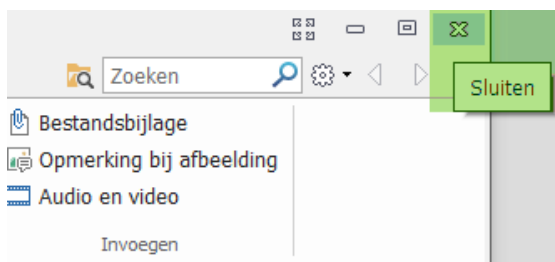 Zoeken
Sluiten
Bestandsbijlage
Opmerking bij afbeelding
Audio en video
Invoegen